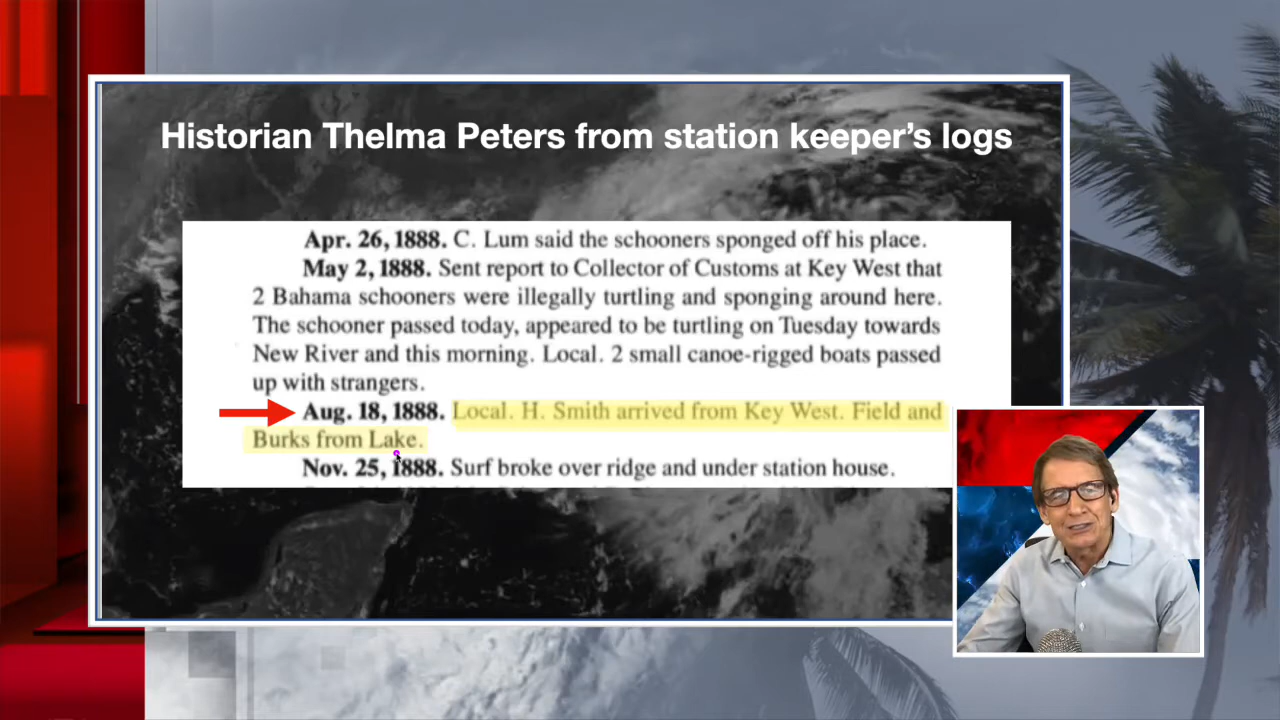 Historian Thelma Peters from station keeper's logs
Apr. 26, 1888. C. Lum said the schooners sponged off his place.
May 2, 1888. Sent report to Collector of Customs at Key West that
2 Bahama schooners were illegally turtling and sponging around here.
The schooner passed today, appeared to be turtling on Tuesday towards
New River and this morning. Local. 2 small canoe-rigged boats passed
up with strangers.
Aug. 18, 1888. Local. H. Smith arrived from Key West. Field and
Burks from Lake.
Nov. 25, 1888. Surf broke over ridge and under station house.